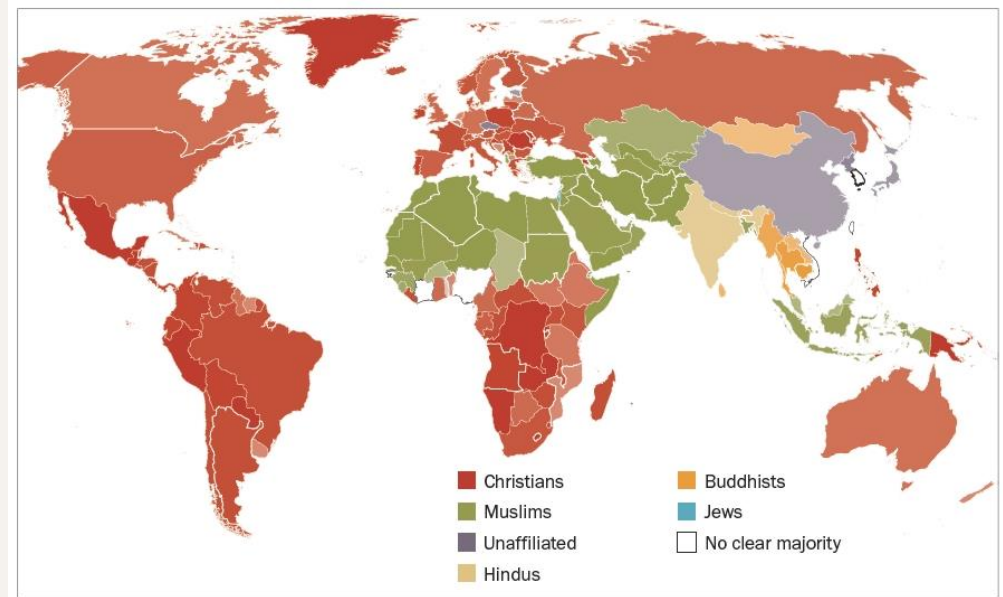 Christians
Muslims
Unaffiliated
Hindus
Buddhists
Jews
No clear majority